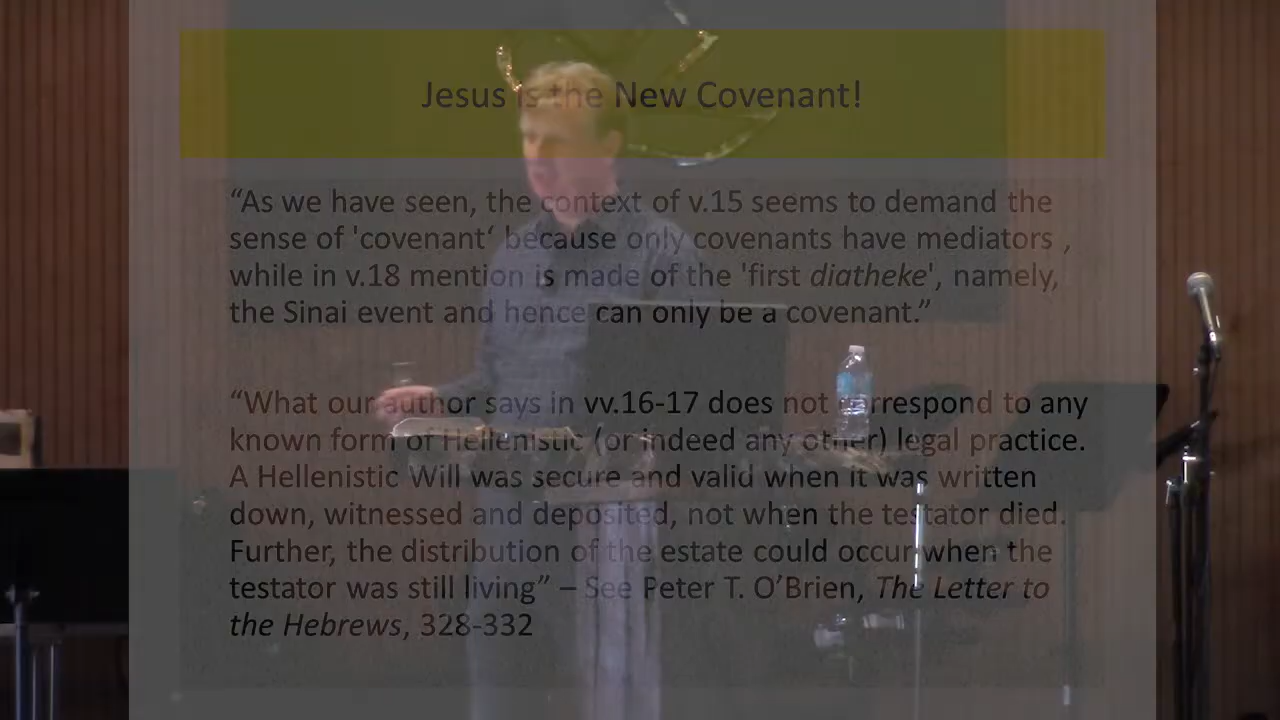 Jesus is the New Covenant!
“As we have seen, the context of v.15 seems to demand the
sense of 'covenant‘ because only covenants have mediators ,
while in v.18 mention is made of the 'first diatheke', namely,
the Sinai event and hence can only be a covenant.”
“What our author says in vv.16-17 does not correspond to any
known form of Hellenistic (or indeed any other) legal practice.
A Hellenistic Will was secure and valid when it was written
down, witnessed and deposited, not when the testator died.
Further, the distribution of the estate could occur when the
testator was still living” – See Peter T. O’Brien, The Letter to
the Hebrews, 328-332